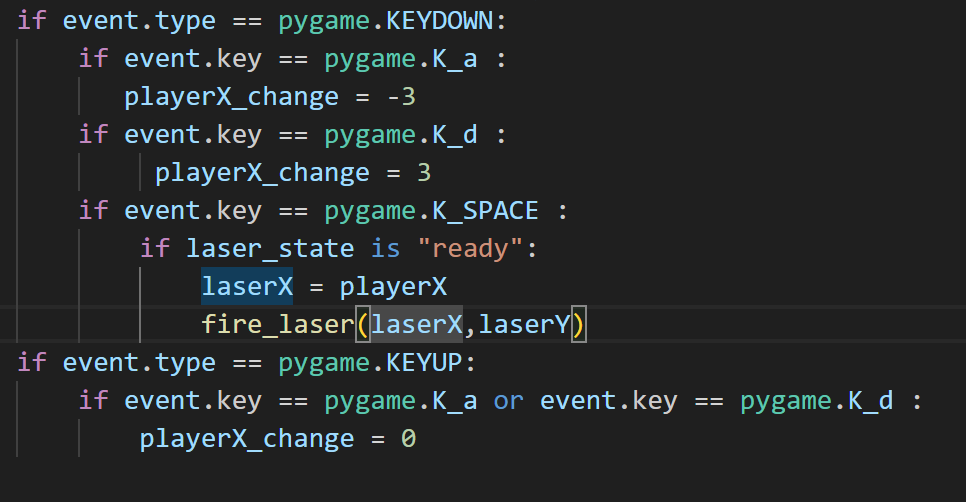 if event.type == pygame.KEYDOWN:
    if event.key == pygame.K_a :
       playerX_change = -3
    if event.key == pygame.K_d :
         playerX_change = 3
    if event.key == pygame.K_SPACE :
        if laser_state is "ready":
            laserX = playerX
            fire_laser(laserX,laserY)
if event.type == pygame.KEYUP:
    if event.key == pygame.K_a or event.key == pygame.K_d :
        playerX_change = 0